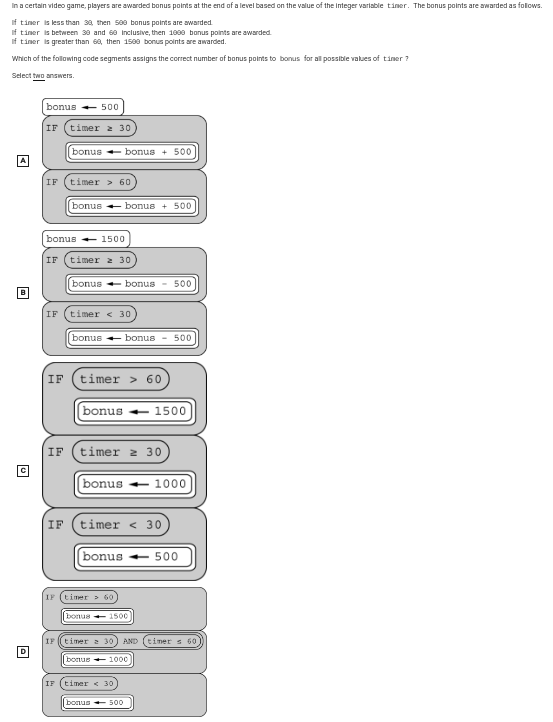 In a certain video game, players are awarded bonus points at the end of a level based on the value of the integer variable timer. The bonus points are awarded as follows.
If timer is less than 30, then 500 bonus points are awarded.
If timer is between 30 and 60 inclusive, then 1000 bonus points are awarded.
If timer is greater than 60, then 1500 bonus points are awarded.
Which of the following code segments assigns the correct number of bonus points to bonus for all possible values of timer ?
Select two answers.
bonus ← 500
IF timer ≥ 30
A
bonus ← bonus + 500
IF timer > 60
bonus ← bonus + 500
bonus ← 1500
IF timer ≥ 30
B
bonus ← bonus - 500
IF timer < 30
bonus ← bonus - 500
IF timer > 60
bonus ← 1500
IF timer ≥ 30
C
bonus ← 1000
IF timer < 30
bonus ← 500
IF timer > 60
bonus ← 1500
IF timer ≥ 30 AND timer ≤ 60
D
bonus ← 1000
IF timer < 30
bonus ← 500